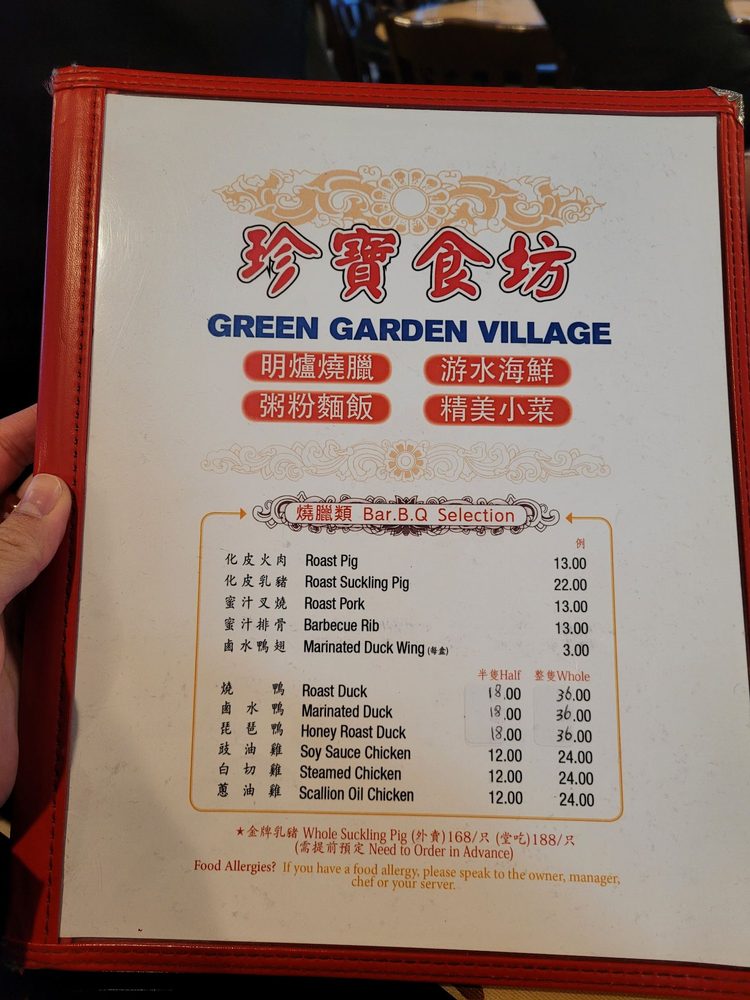 珍寶食坊
GREEN GARDEN VILLAGE
明爐燒臘 游水海鮮
粥粉麵飯 精美小菜
燒臘類 Bar.B.Q Selection
例
化皮火肉 Roast Pig 13.00
化皮乳豬 Roast Suckling Pig 22.00
蜜汁叉燒 Roast Pork 13.00
蜜汁排骨 Barbecue Rib 13.00
鹵水鴨翅 Marinated Duck Wing (每盒) 3.00
半隻Half 整隻Whole
燒鴨 Roast Duck 18.00 36.00
鹵水鴨 Marinated Duck 18.00 36.00
琵琶鴨 Honey Roast Duck 18.00 36.00
豉油雞 Soy Sauce Chicken 12.00 24.00
白切雞 Steamed Chicken 12.00 24.00
蔥油雞 Scallion Oil Chicken 12.00 24.00
★金牌乳豬 Whole Suckling Pig (外賣)168/只 (堂吃)188/只
(需提前預定 Need to Order in Advance)
Food Allergies? If you have a food allergy, please speak to the owner, manager,
chef or your server.